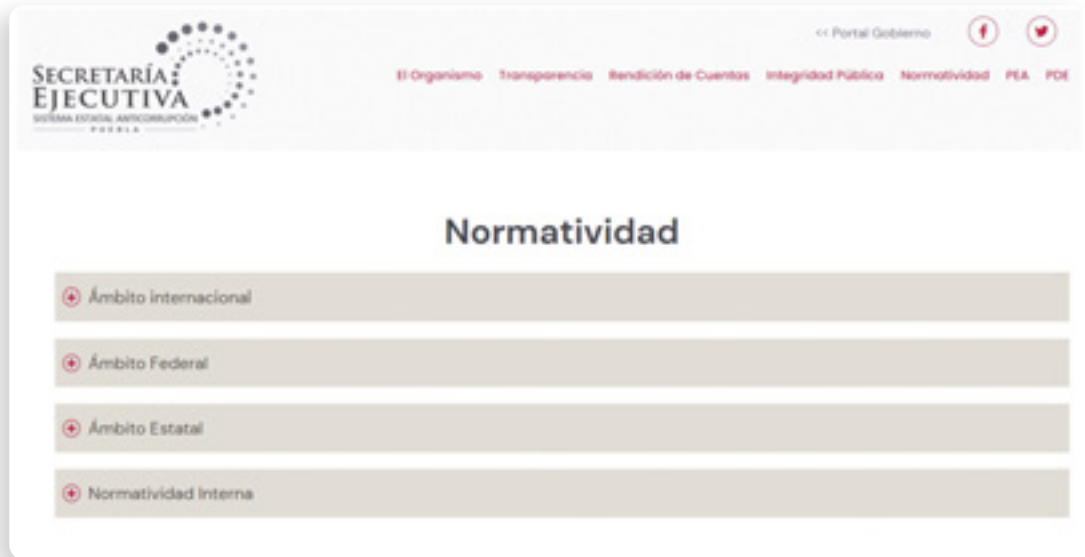 << Portal Gobierno
SECRETARÍA
EJECUTIVA
SISTEMA ESTATAL ANTICORRUPCIÓN
PUEBLA
El Organismo Transparencia Rendición de Cuentas Integridad Pública Normatividad PEA PDE
Normatividad
Ámbito internacional
Ámbito Federal
Ámbito Estatal
Normatividad Interna